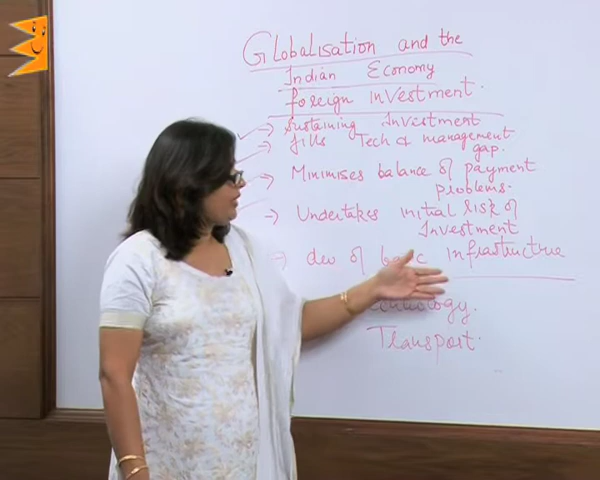 Globalisation and the
Indian Economy
foreign investment.
→ Sustaining Investment
→ fills Tech & management
gap.
→ Minimises balance of payment
problems.
→ Undertakes initial risk of
Investment
→ dev of basic infrastructure
Technology.
Transport.